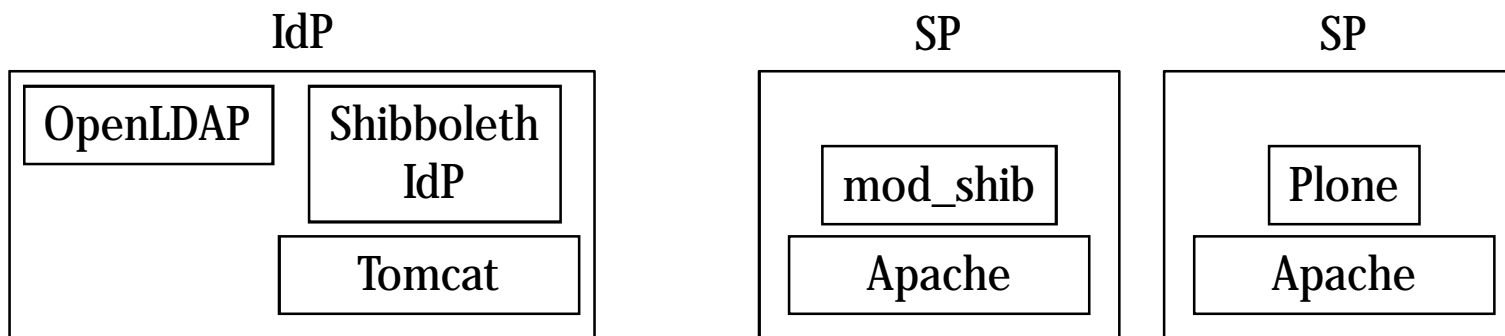 IdP
SP
SP
OpenLDAP
Shibboleth
IdP
Tomcat
mod_shib
Apache
Plone
Apache